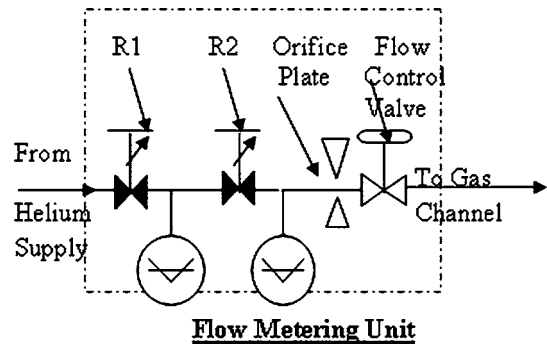 R1
R2
Orifice
Plate
Flow
Control
Valve
From
Helium
Supply
To Gas
Channel
Flow Metering Unit